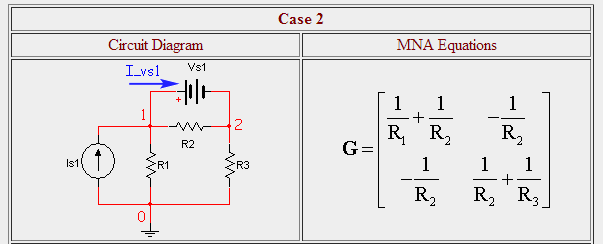 Case 2
Circuit Diagram
MNA Equations
I_vs1
Vs1
+
1
2
R2
Is1
R1
R3
0
G = [ 1/R₁ + 1/R₂   -1/R₂
-1/R₂   1/R₂ + 1/R₃ ]